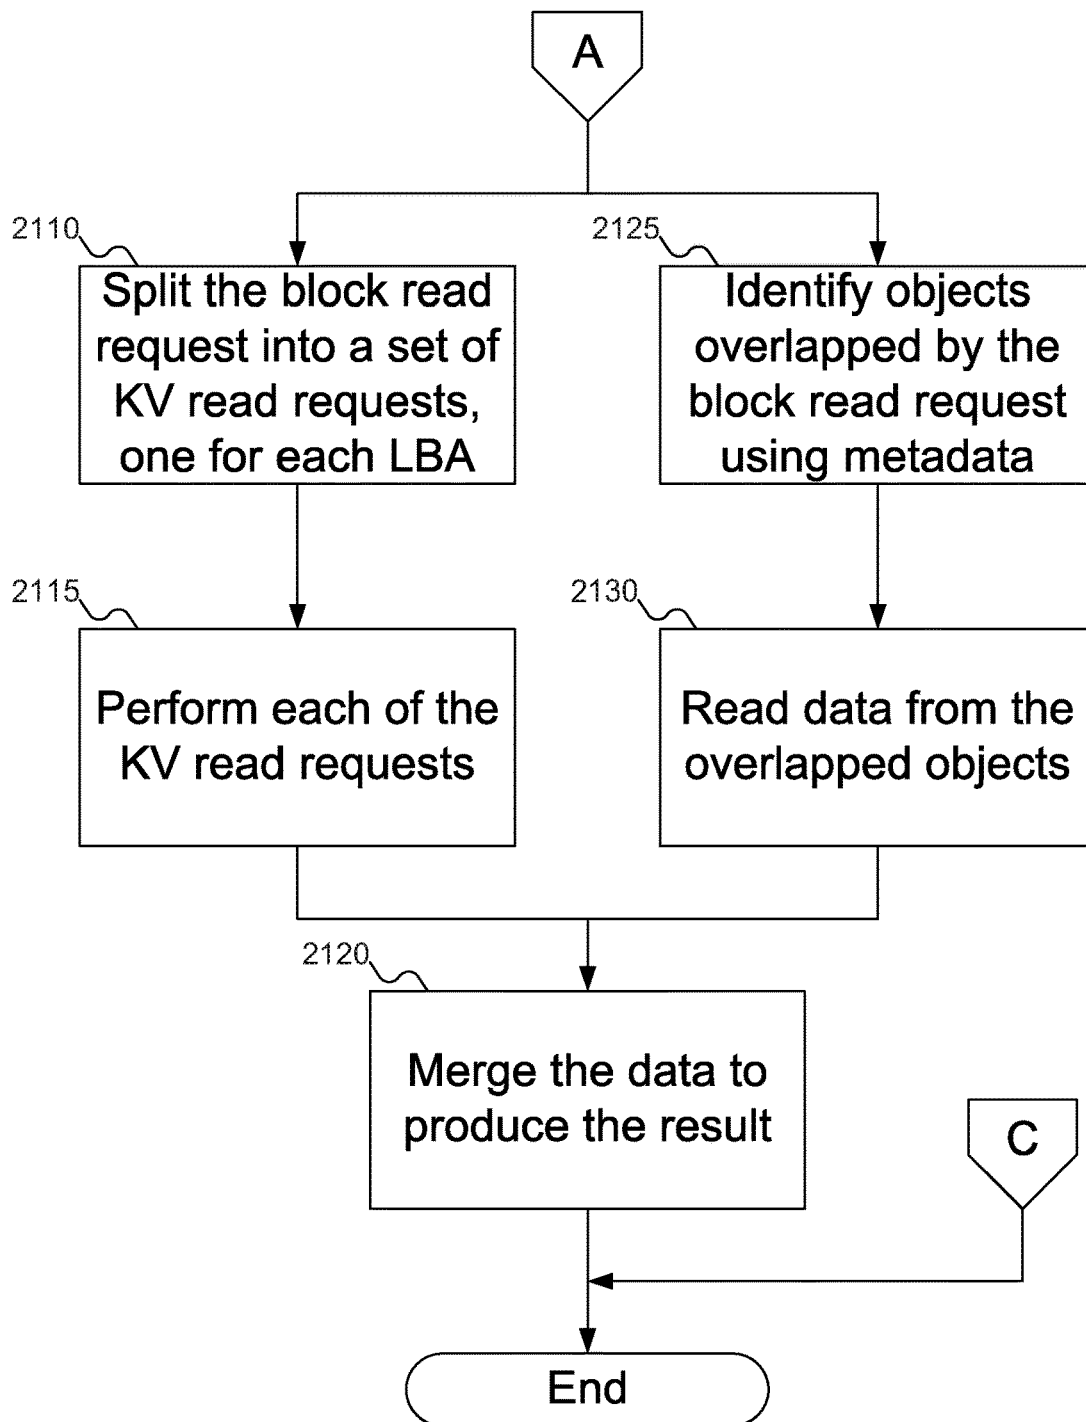 A
2110
Split the block read
request into a set of
KV read requests,
one for each LBA
2125
Identify objects
overlapped by the
block read request
using metadata
2115
Perform each of the
KV read requests
2130
Read data from the
overlapped objects
2120
Merge the data to
produce the result
C
End